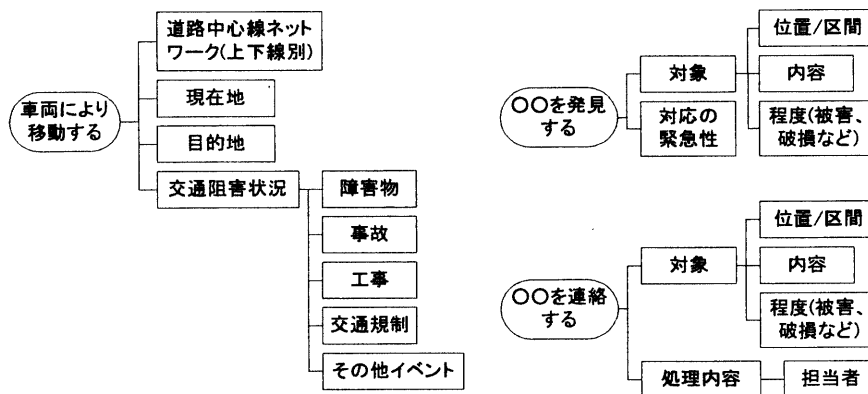 車両により
移動する
道路中心線ネット
ワーク(上下線別)
現在地
目的地
交通阻害状況
障害物
事故
工事
交通規制
その他イベント
〇〇を発見
する
対象
対応の
緊急性
位置/区間
内容
程度(被害、
破損など)
〇〇を連絡
する
対象
位置/区間
内容
程度(被害、
破損など)
処理内容
担当者